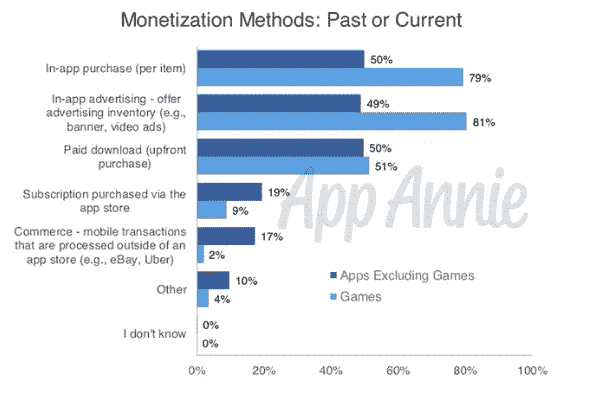 Monetization Methods: Past or Current
In-app purchase (per item)
50%
79%
In-app advertising - offer
advertising inventory (e.g.,
banner, video ads)
49%
81%
Paid download (upfront
purchase)
50%
51%
Subscription purchased via the
app store
19%
9%
Commerce - mobile transactions
that are processed outside of an
app store (e.g., eBay, Uber)
17%
2%
Other
10%
4%
I don't know
0%
0%
App Annie
Apps Excluding Games
Games
0%
20%
40%
60%
80%
100%